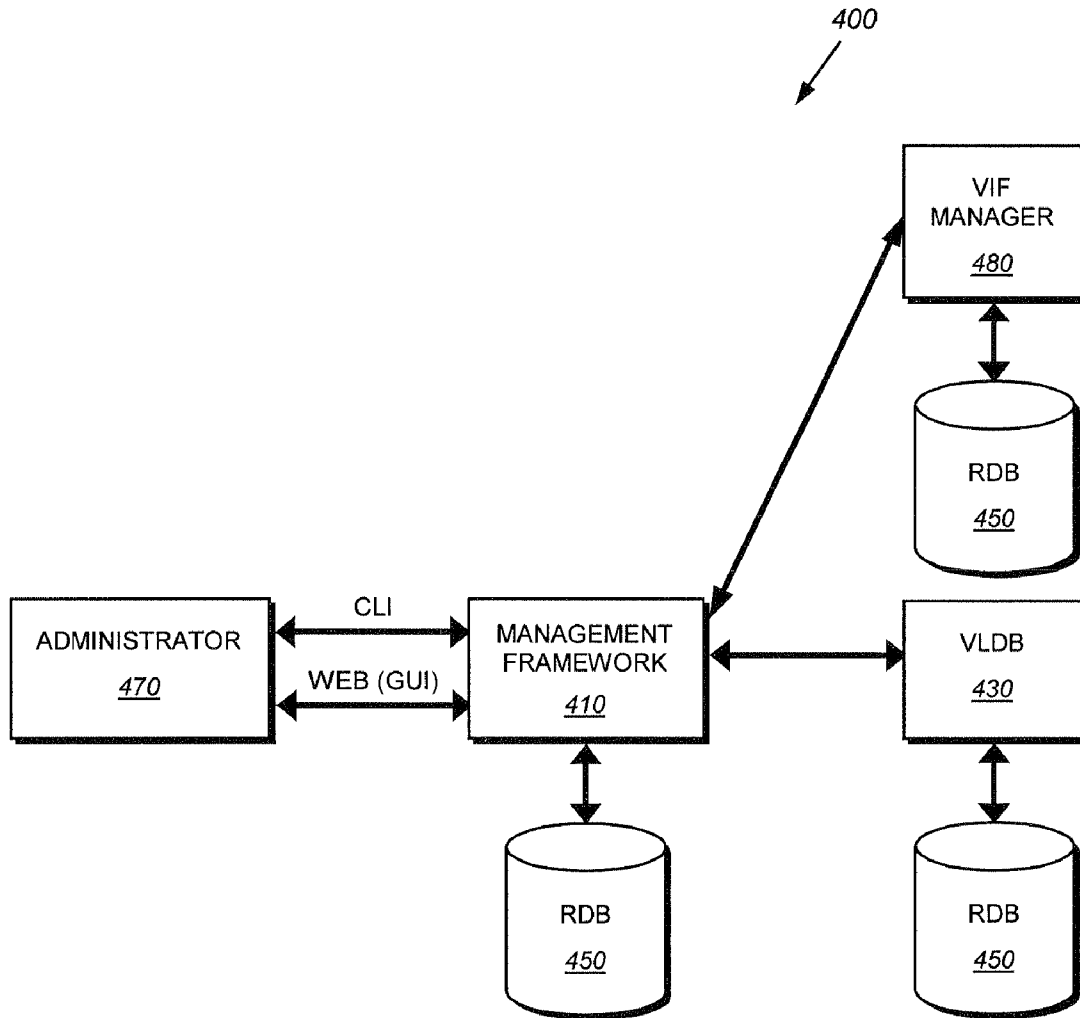 400
VIF
MANAGER
480
RDB
450
ADMINISTRATOR
470
CLI
WEB (GUI)
MANAGEMENT
FRAMEWORK
410
VLDB
430
RDB
450
RDB
450